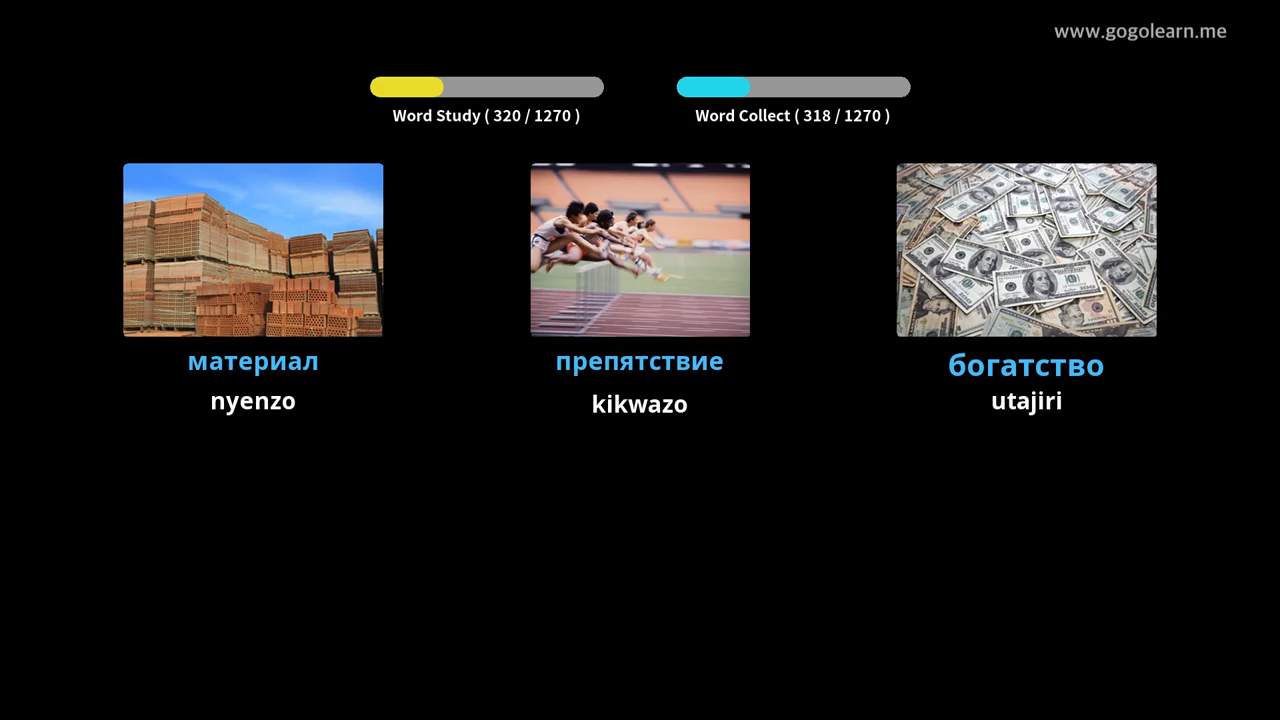 www.gogolearn.me
Word Study ( 320 / 1270 )
Word Collect ( 318 / 1270 )
материал
препятствие
богатство
nyenzo
kikwazo
utajiri